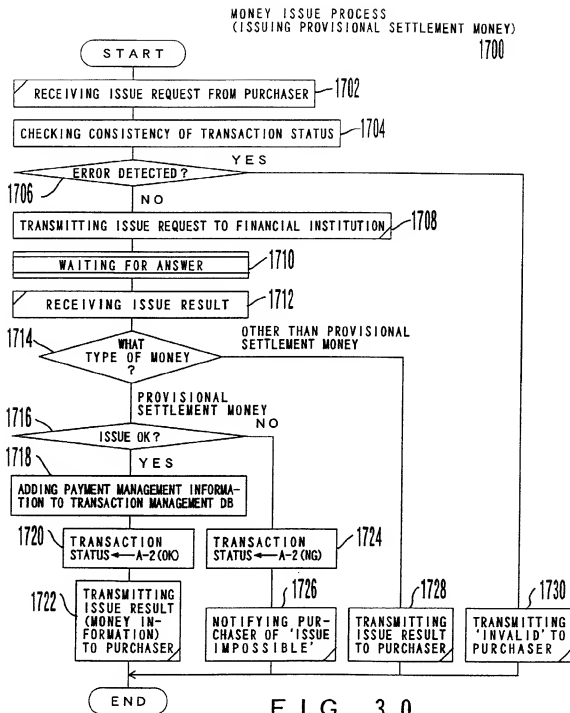 MONEY ISSUE PROCESS
(ISSUING PROVISIONAL SETTLEMENT MONEY)
1700
START
RECEIVING ISSUE REQUEST FROM PURCHASER
1702
CHECKING CONSISTENCY OF TRANSACTION STATUS
1704
ERROR DETECTED?
YES
1706
NO
TRANSMITTING ISSUE REQUEST TO FINANCIAL INSTITUTION
1708
WAITING FOR ANSWER
1710
RECEIVING ISSUE RESULT
1712
1714
WHAT
TYPE OF MONEY
?
OTHER THAN PROVISIONAL
SETTLEMENT MONEY
PROVISIONAL
SETTLEMENT MONEY
1716
ISSUE OK?
NO
1718
YES
ADDING PAYMENT MANAGEMENT INFORMA-
TION TO TRANSACTION MANAGEMENT DB
1720
TRANSACTION
STATUS←A-2(OK)
TRANSACTION
STATUS←A-2(NG)
1724
1722
TRANSMITTING
ISSUE RESULT
(MONEY IN-
FORMATION)
TO PURCHASER
1726
NOTIFYING PUR-
CHASER OF 'ISSUE
IMPOSSIBLE'
1728
TRANSMITTING
ISSUE RESULT
TO PURCHASER
1730
TRANSMITTING
'INVALID' TO
PURCHASER
END
FIG. 30